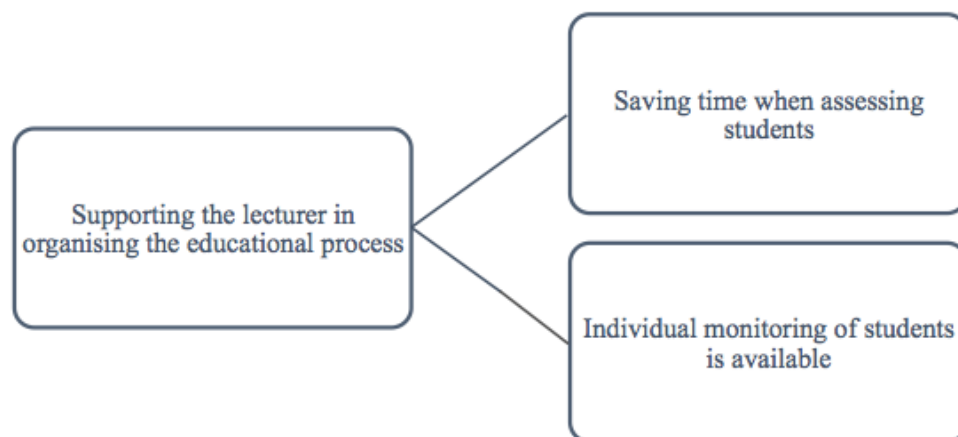 Supporting the lecturer in
organising the educational process
Saving time when assessing
students
Individual monitoring of students
is available